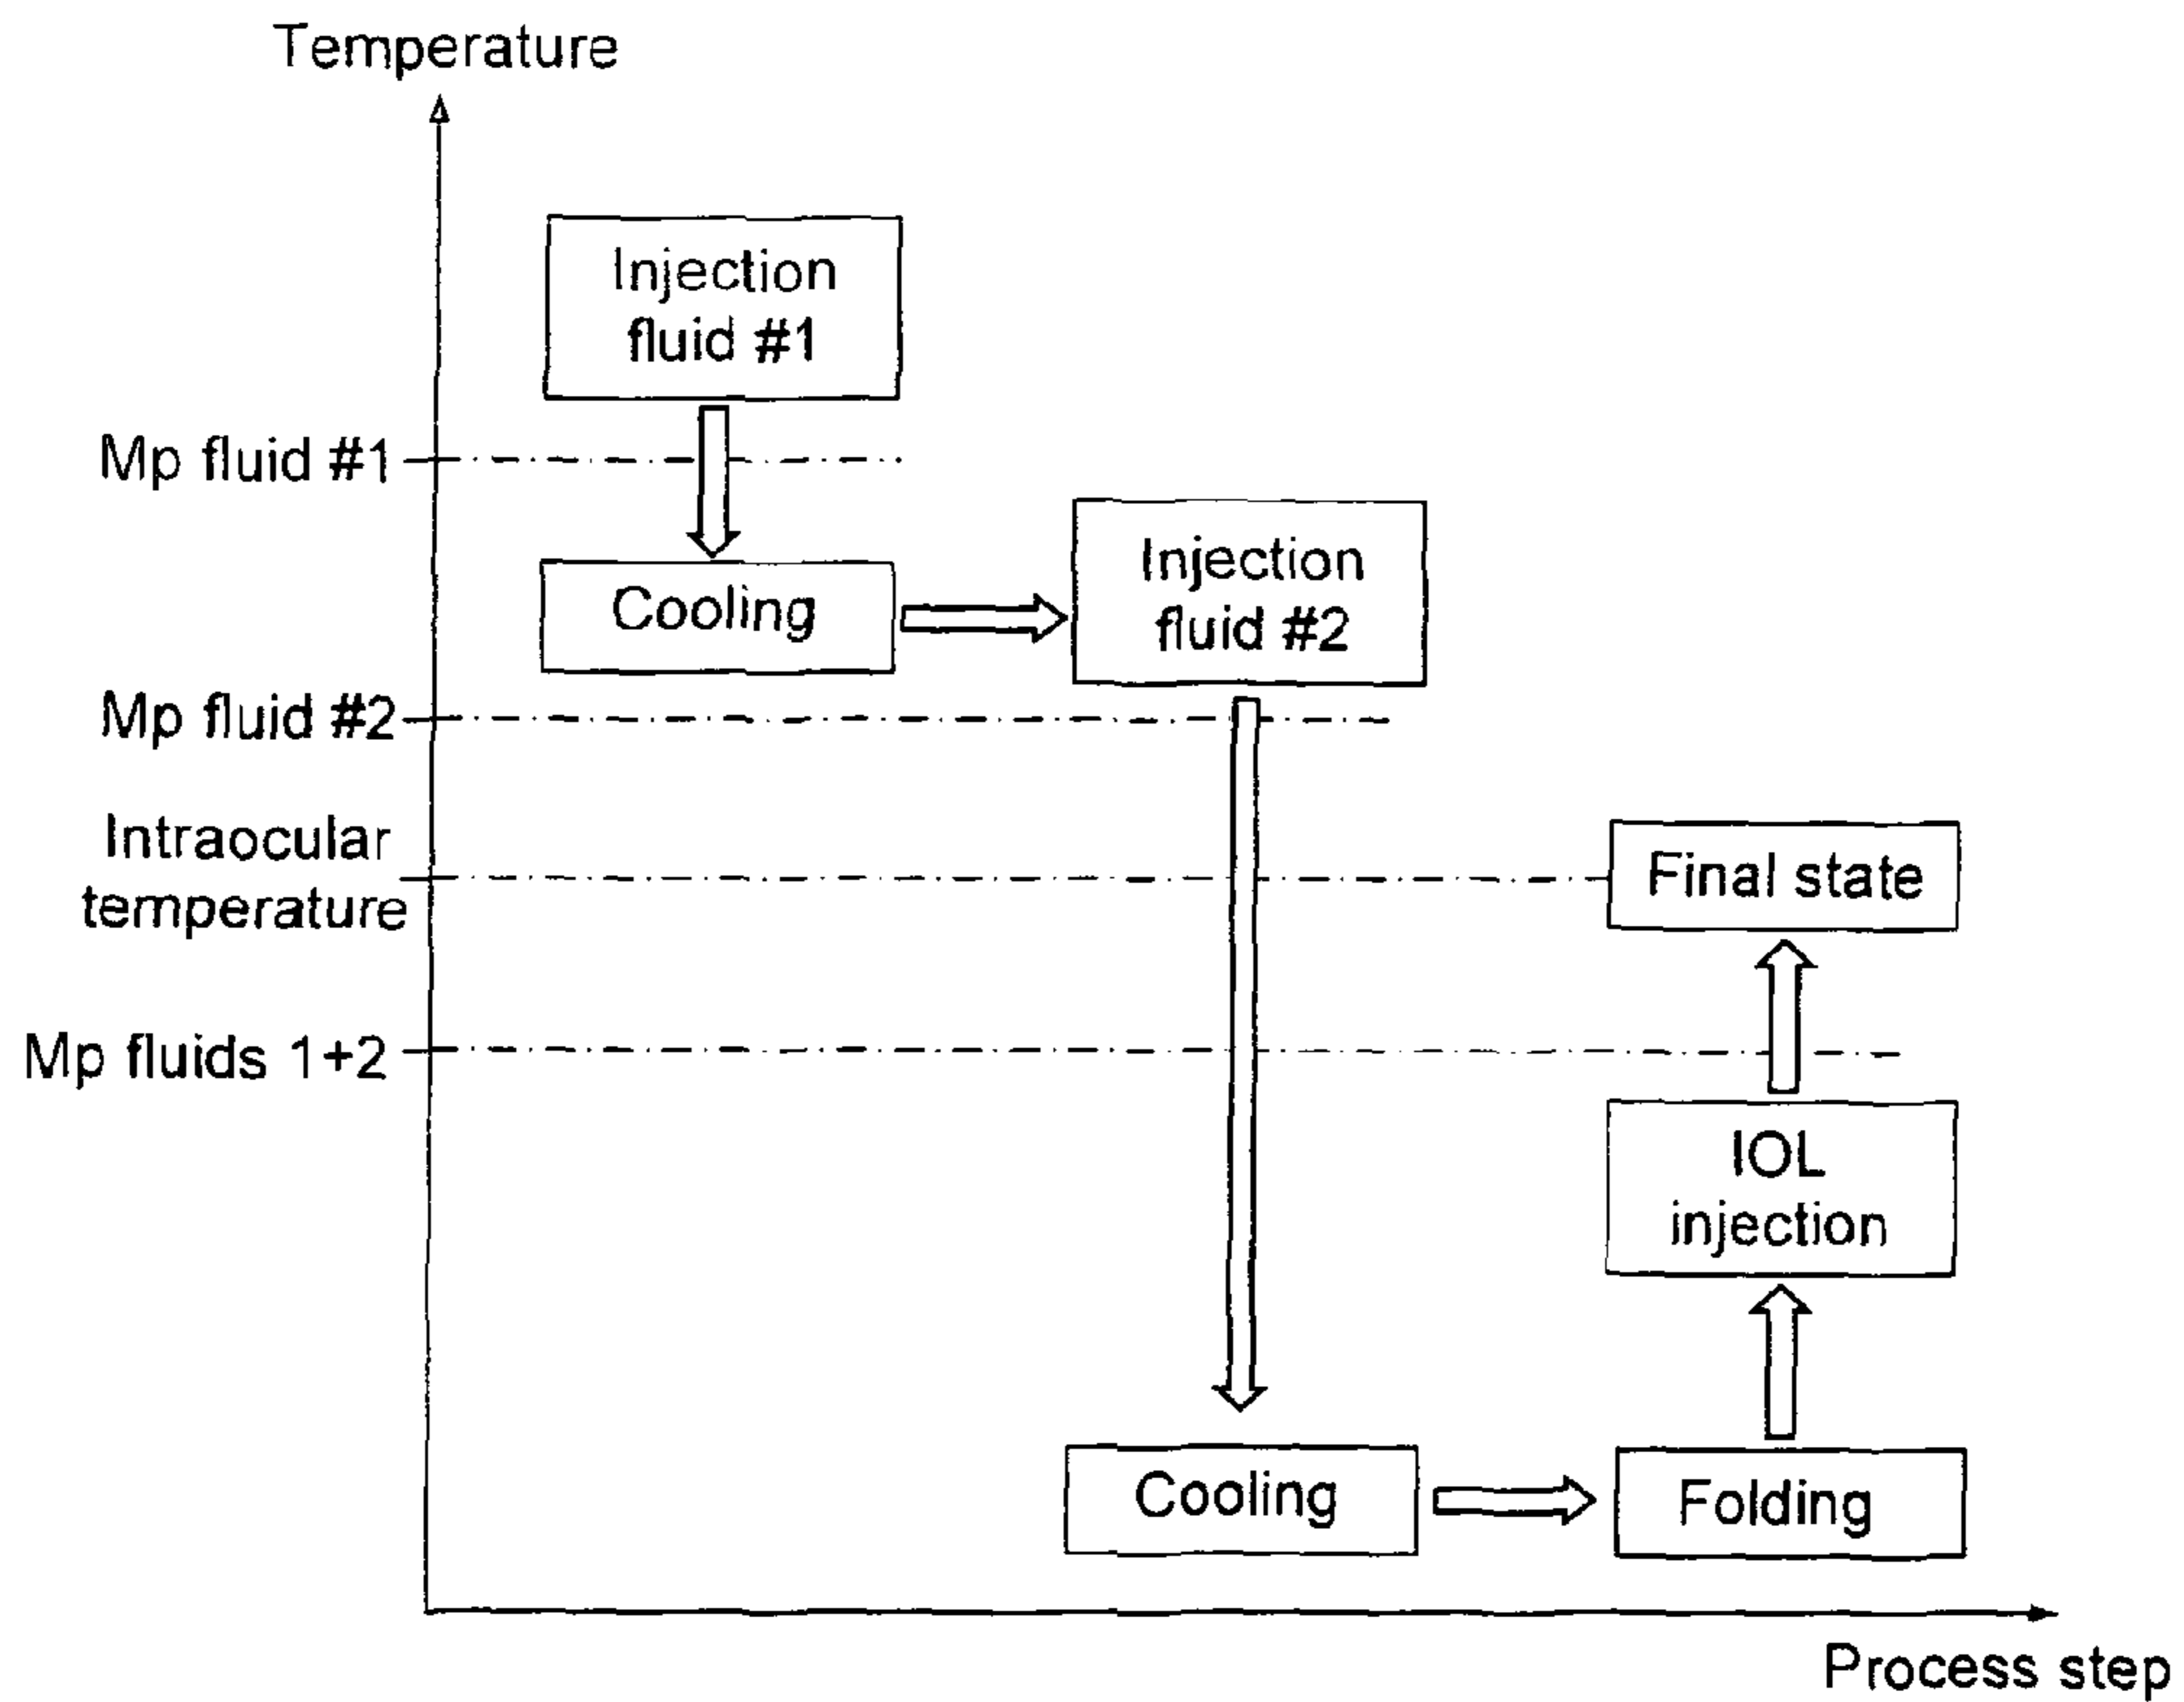 Temperature
Injection
fluid #1
Mp fluid #1
Cooling
Injection
fluid #2
Mp fluid #2
Intraocular
temperature
Final state
Mp fluids 1+2
IOL
injection
Cooling
Folding
Process step